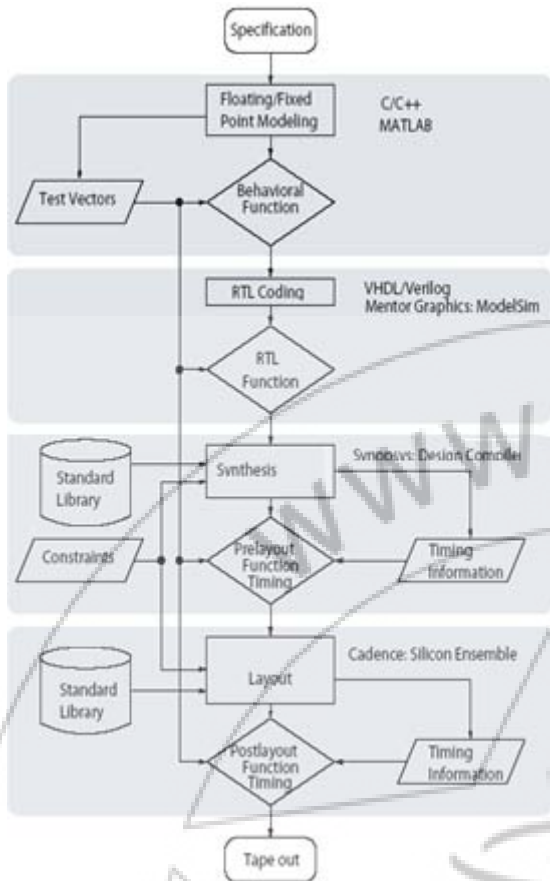 Specification
Floating/Fixed
Point Modeling
C/C++
MATLAB
Test Vectors
Behavioral
Function
RTL Coding
VHDL/Verilog
Mentor Graphics: ModelSim
RTL
Function
Standard
Library
Synthesis
Synopsys: Design Compiler
Constraints
Prelayout
Function
Timing
Timing
Information
Standard
Library
Layout
Cadence: Silicon Ensemble
Postlayout
Function
Timing
Timing
Information
Tape out
www